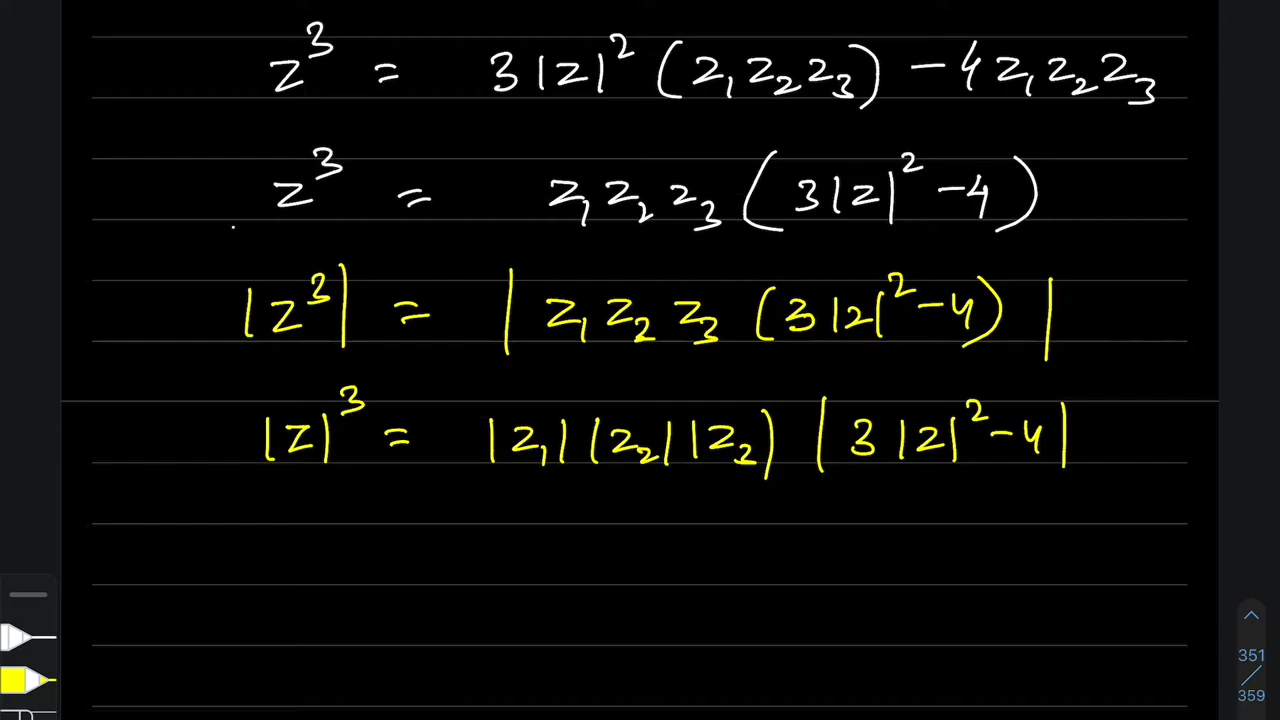 z³ = 3|z|² (z₁z₂z₃) − 4z₁z₂z₃
z³ = z₁z₂z₃ (3|z|² − 4)
|z³| = |z₁z₂z₃ (3|z|² − 4)|
|z|³ = |z₁||z₂||z₂| |3|z|² − 4|
351
359